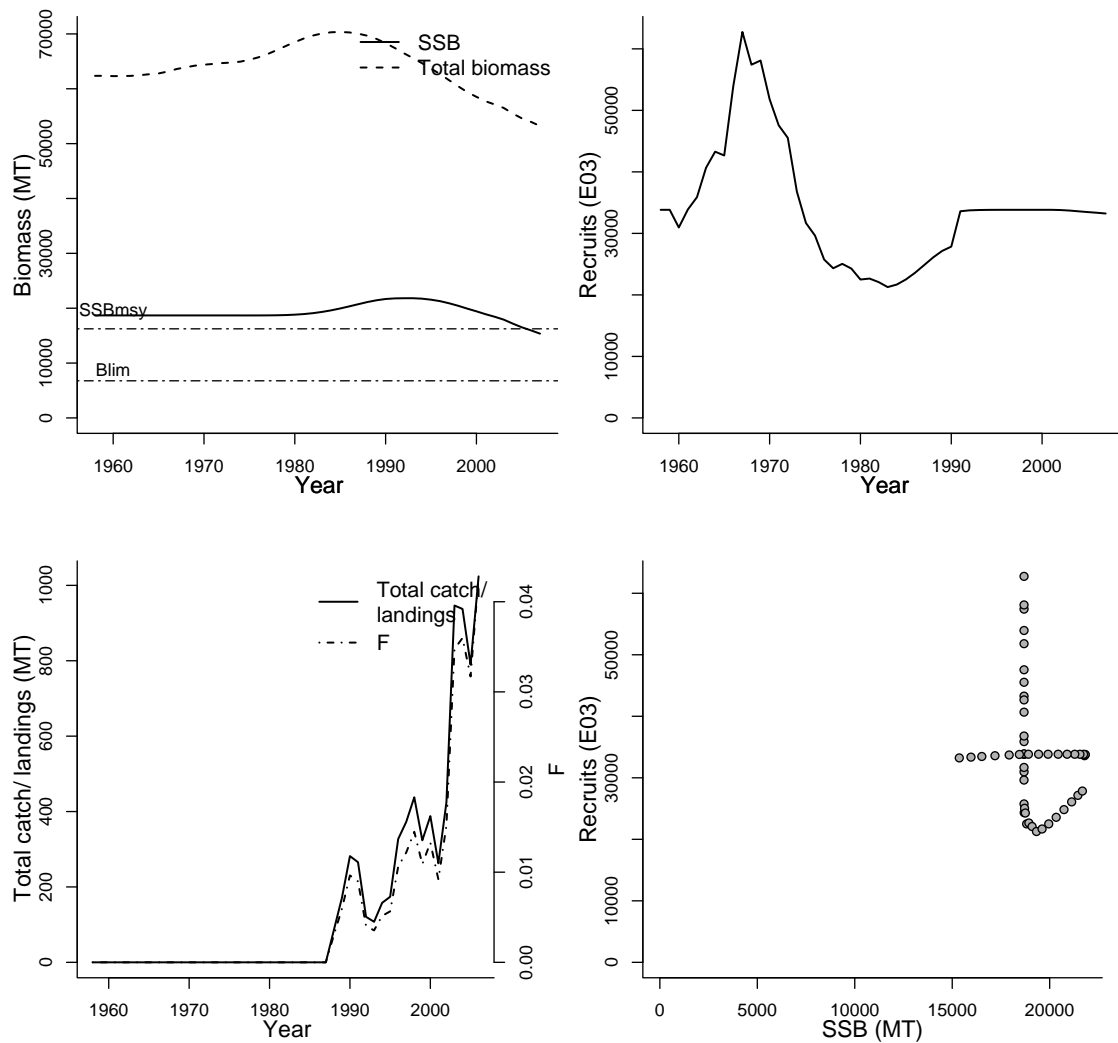 Biomass (MT)
70000
50000
30000
10000
0
SSB
Total biomass
SSBmsy
Blim
1960 1970 1980 1990 2000
Year
Recruits (E03)
50000
30000
10000
0
1960 1970 1980 1990 2000
Year
Total catch/ landings (MT)
1000
800
600
400
200
0
Total catch/
landings
F
0.04
0.03
0.02
0.01
0.00
F
1960 1970 1980 1990 2000
Year
Recruits (E03)
50000
30000
10000
0
0 5000 10000 15000 20000
SSB (MT)